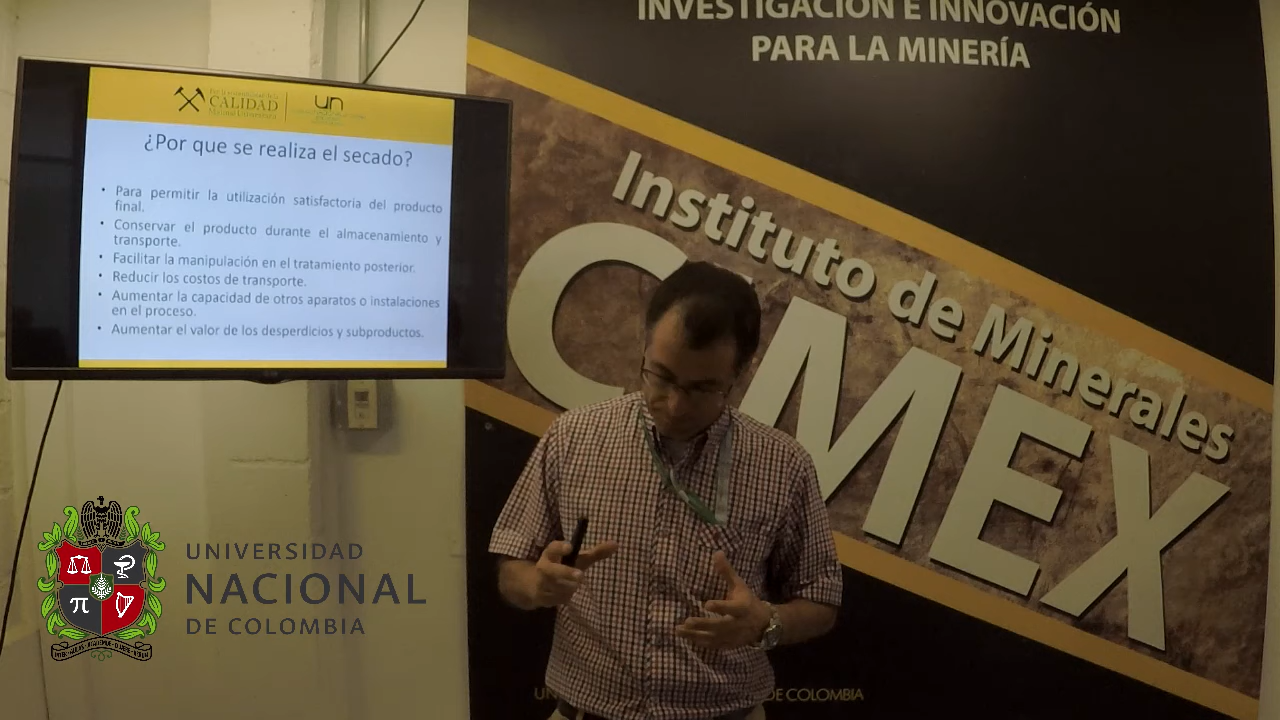 INVESTIGACIÓN E INNOVACIÓN
PARA LA MINERÍA
CALIDAD
un
¿Por que se realiza el secado?
• Para permitir la utilización satisfactoria del producto
final.
• Conservar el producto durante el almacenamiento y
transporte.
• Facilitar la manipulación en el tratamiento posterior.
• Reducir los costos de transporte.
• Aumentar la capacidad de otros aparatos o instalaciones
en el proceso.
• Aumentar el valor de los desperdicios y subproductos.
Instituto de Minerales
CIMEX
UNIVERSIDAD
NACIONAL
DE COLOMBIA
π
DE COLOMBIA